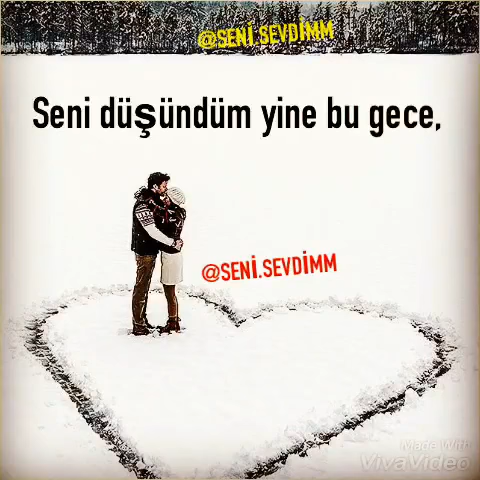 @SENİ.SEVDİMM
Seni düşündüm yine bu gece,
@SENİ.SEVDİMM
Made With
VivaVideo